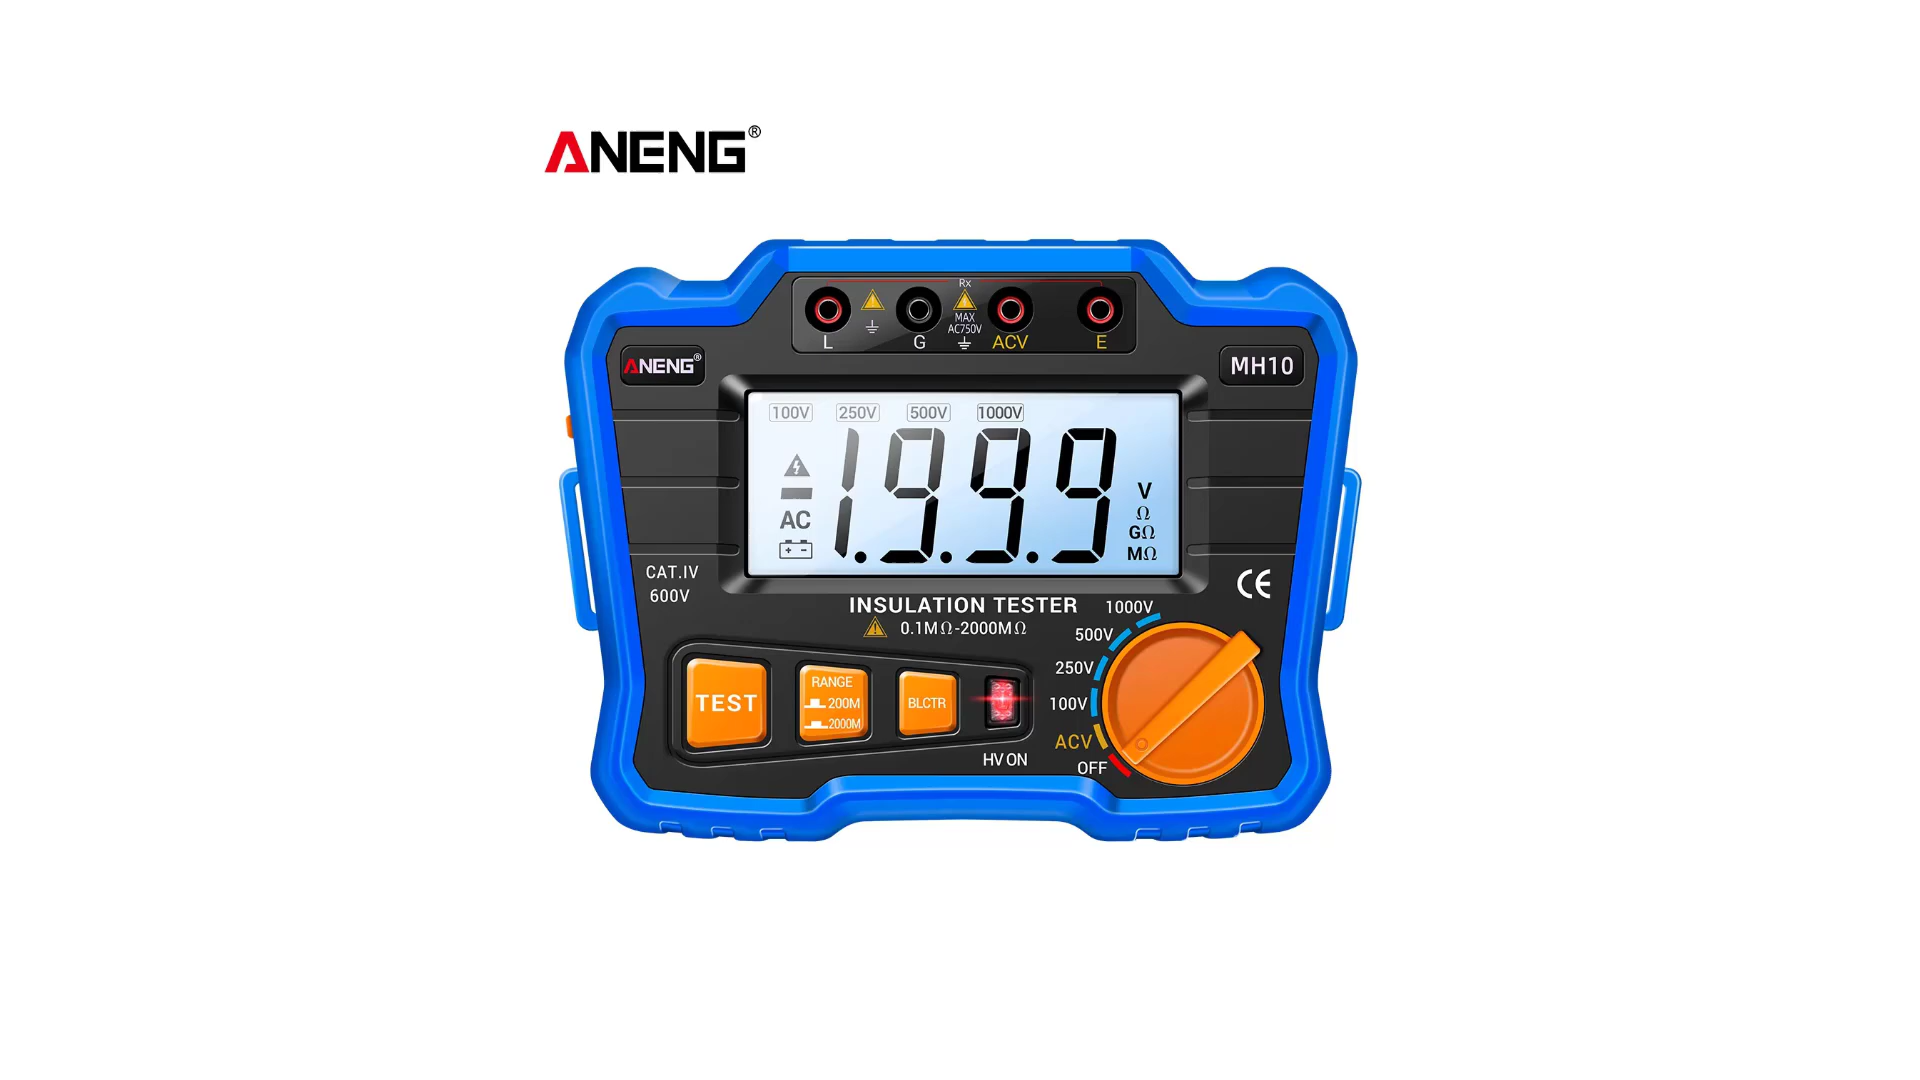 ANENG®
Rx
MAX
AC750V
L G ACV E
ANENG®
MH10
100V 250V 500V 1000V
1.9.9.9
AC
V
Ω
GΩ
MΩ
CAT.IV
600V
CE
INSULATION TESTER
0.1MΩ-2000MΩ
TEST
RANGE
200M
2000M
BLCTR
HV ON
1000V
500V
250V
100V
ACV
OFF